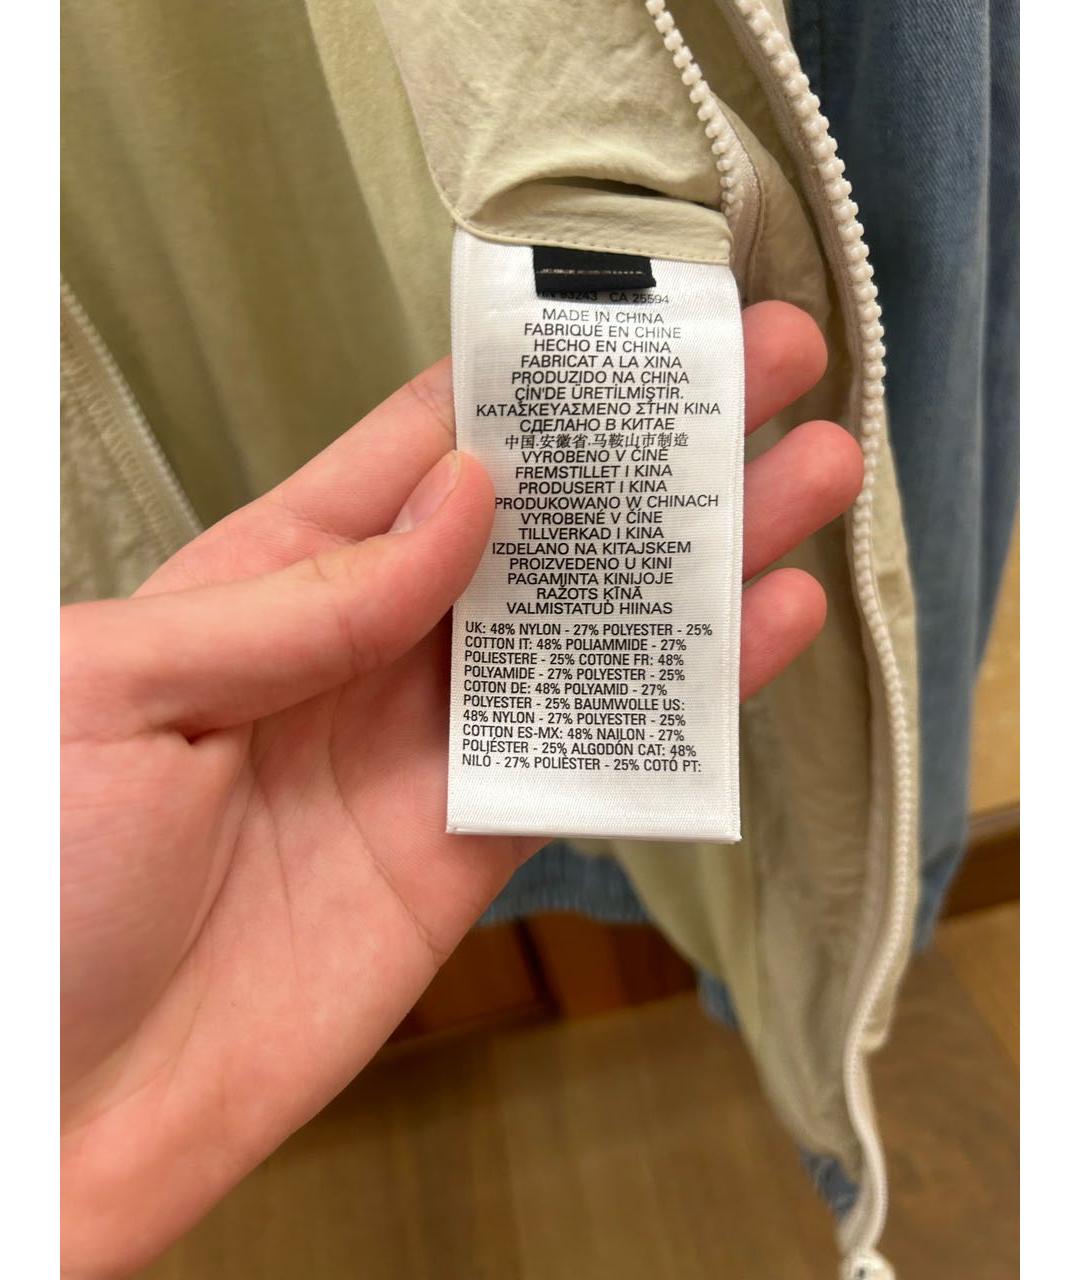 93243 CA 25594
MADE IN CHINA
FABRIQUÉ EN CHINE
HECHO EN CHINA
FABRICAT A LA XINA
PRODUZIDO NA CHINA
ÇİN'DE ÜRETİLMİŞTİR.
ΚΑΤΑΣΚΕΥΑΣΜΕΝΟ ΣΤΗΝ ΚΙΝΑ
СДЕЛАНО В КИТАЕ
中国.安徽省.马鞍山市制造
VYROBENO V ČÍNĚ
FREMSTILLET I KINA
PRODUSERT I KINA
PRODUKOWANO W CHINACH
VYROBENÉ V ČÍNE
TILLVERKAD I KINA
IZDELANO NA KITAJSKEM
PROIZVEDENO U KINI
PAGAMINTA KINIJOJE
RAŽOTS ĶĪNĀ
VALMISTATUD HIINAS
UK: 48% NYLON - 27% POLYESTER - 25%
COTTON IT: 48% POLIAMMIDE - 27%
POLIESTERE - 25% COTONE FR: 48%
POLYAMIDE - 27% POLYESTER - 25%
COTON DE: 48% POLYAMID - 27%
POLYESTER - 25% BAUMWOLLE US:
48% NYLON - 27% POLYESTER - 25%
COTTON ES-MX: 48% NAILON - 27%
POLIÉSTER - 25% ALGODÓN CAT: 48%
NILÓ - 27% POLIÈSTER - 25% COTÓ PT: